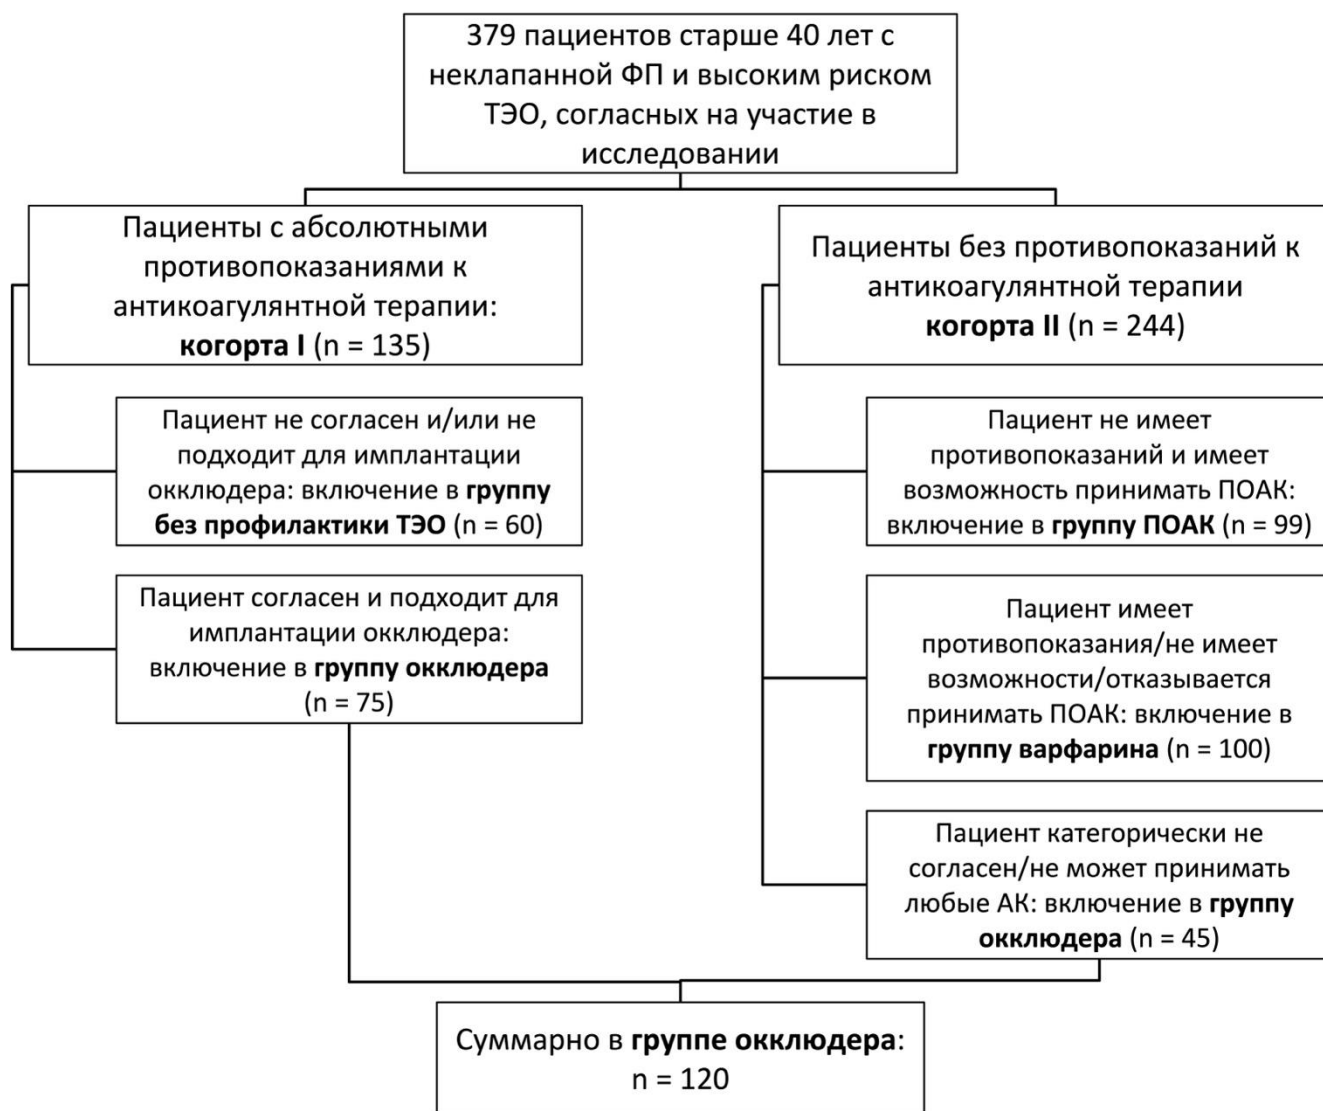 379 пациентов старше 40 лет с
неклапанной ФП и высоким риском
ТЭО, согласных на участие в
исследовании
Пациенты с абсолютными
противопоказаниями к
антикоагулянтной терапии:
когорта I (n = 135)
Пациент не согласен и/или не
подходит для имплантации
окклюдера: включение в группу
без профилактики ТЭО (n = 60)
Пациент согласен и подходит для
имплантации окклюдера:
включение в группу окклюдера
(n = 75)
Пациенты без противопоказаний к
антикоагулянтной терапии
когорта II (n = 244)
Пациент не имеет
противопоказаний и имеет
возможность принимать ПОАК:
включение в группу ПОАК (n = 99)
Пациент имеет
противопоказания/не имеет
возможности/отказывается
принимать ПОАК: включение в
группу варфарина (n = 100)
Пациент категорически не
согласен/не может принимать
любые АК: включение в группу
окклюдера (n = 45)
Суммарно в группе окклюдера:
n = 120